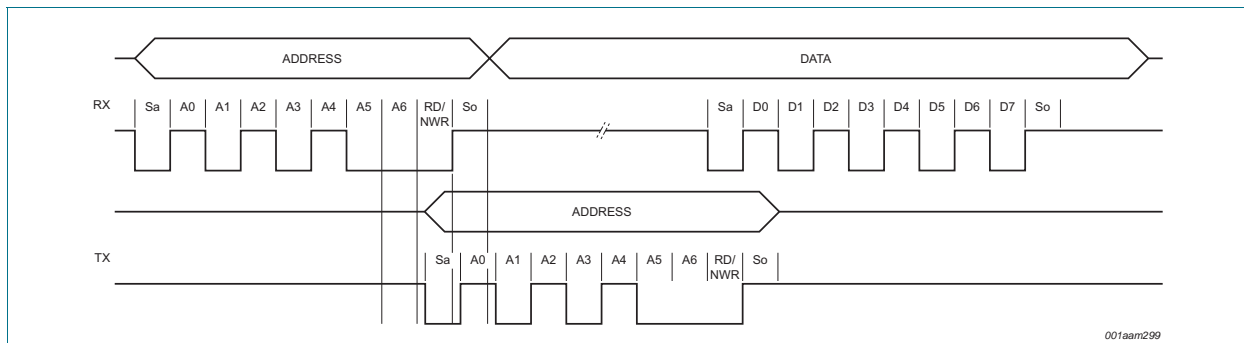 ADDRESS DATA
RX Sa A0 A1 A2 A3 A4 A5 A6 RD/NWR So Sa D0 D1 D2 D3 D4 D5 D6 D7 So
ADDRESS
TX Sa A0 A1 A2 A3 A4 A5 A6 RD/NWR So
001aam299